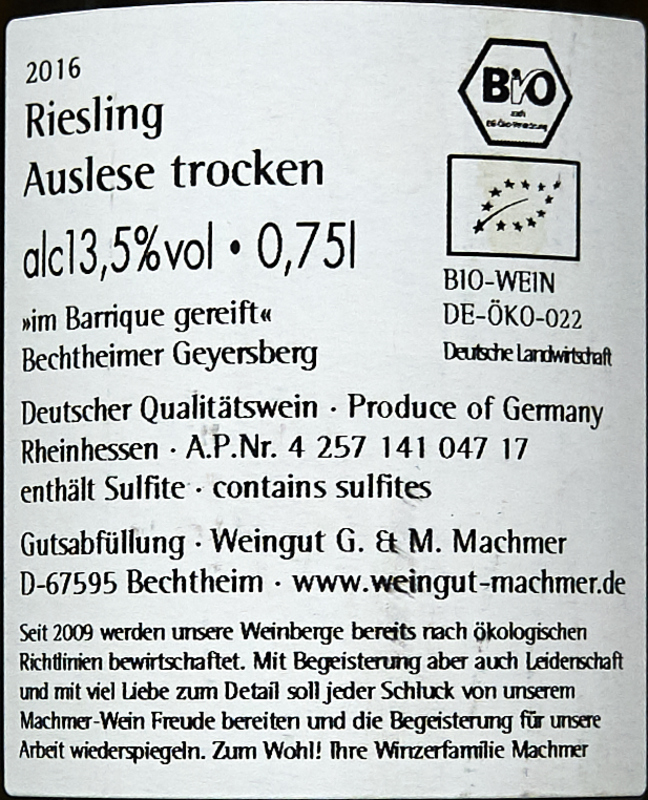 2016
Riesling
Auslese trocken
alc13,5%vol • 0,75l
»im Barrique gereift«
Bechtheimer Geyersberg
BIO
nach
EG-Öko-Verordnung
BIO-WEIN
DE-ÖKO-022
Deutsche Landwirtschaft
Deutscher Qualitätswein · Produce of Germany
Rheinhessen · A.P.Nr. 4 257 141 047 17
enthält Sulfite · contains sulfites
Gutsabfüllung · Weingut G. & M. Machmer
D-67595 Bechtheim · www.weingut-machmer.de
Seit 2009 werden unsere Weinberge bereits nach ökologischen
Richtlinien bewirtschaftet. Mit Begeisterung aber auch Leidenschaft
und mit viel Liebe zum Detail soll jeder Schluck von unserem
Machmer-Wein Freude bereiten und die Begeisterung für unsere
Arbeit wiederspiegeln. Zum Wohl! Ihre Winzerfamilie Machmer